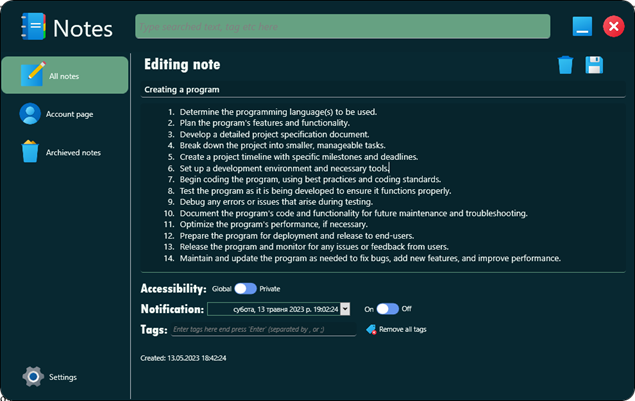 Notes
Type searched text, tag etc here
All notes
Account page
Archieved notes
Settings
Editing note
Creating a program
1. Determine the programming language(s) to be used.
2. Plan the program's features and functionality.
3. Develop a detailed project specification document.
4. Break down the project into smaller, manageable tasks.
5. Create a project timeline with specific milestones and deadlines.
6. Set up a development environment and necessary tools.
7. Begin coding the program, using best practices and coding standards.
8. Test the program as it is being developed to ensure it functions properly.
9. Debug any errors or issues that arise during testing.
10. Document the program's code and functionality for future maintenance and troubleshooting.
11. Optimize the program's performance, if necessary.
12. Prepare the program for deployment and release to end-users.
13. Release the program and monitor for any issues or feedback from users.
14. Maintain and update the program as needed to fix bugs, add new features, and improve performance.
Accessibility: Global Private
Notification: субота, 13 травня 2023 р. 19:02:24 On Off
Tags: Enter tags here end press 'Enter' (separated by , or ;) Remove all tags
Created: 13.05.2023 18:42:24